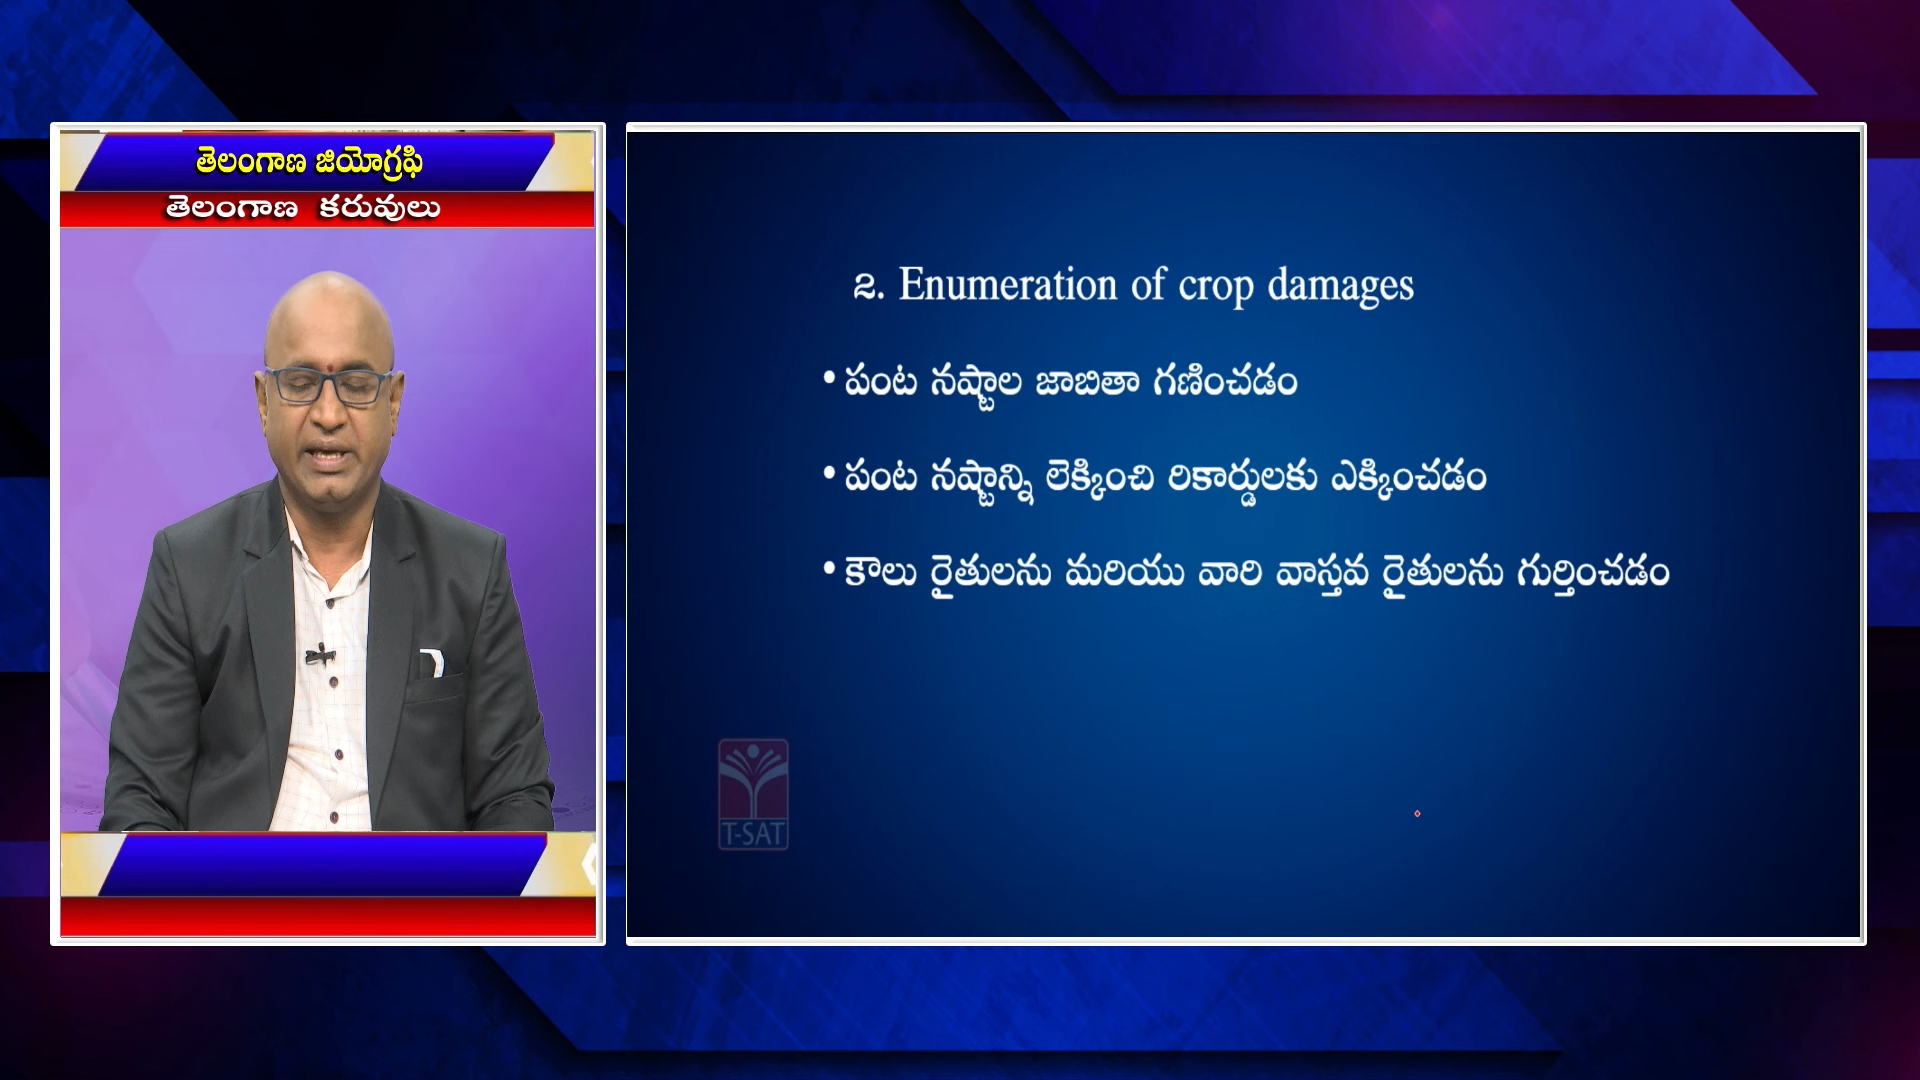 తెలంగాణ జియోగ్రఫి
తెలంగాణ కరువులు
౨. Enumeration of crop damages
• పంట నష్టాల జాబితా గణించడం
• పంట నష్టాన్ని లెక్కించి రికార్డులకు ఎక్కించడం
• కౌలు రైతులను మరియు వారి వాస్తవ రైతులను గుర్తించడం
T-SAT